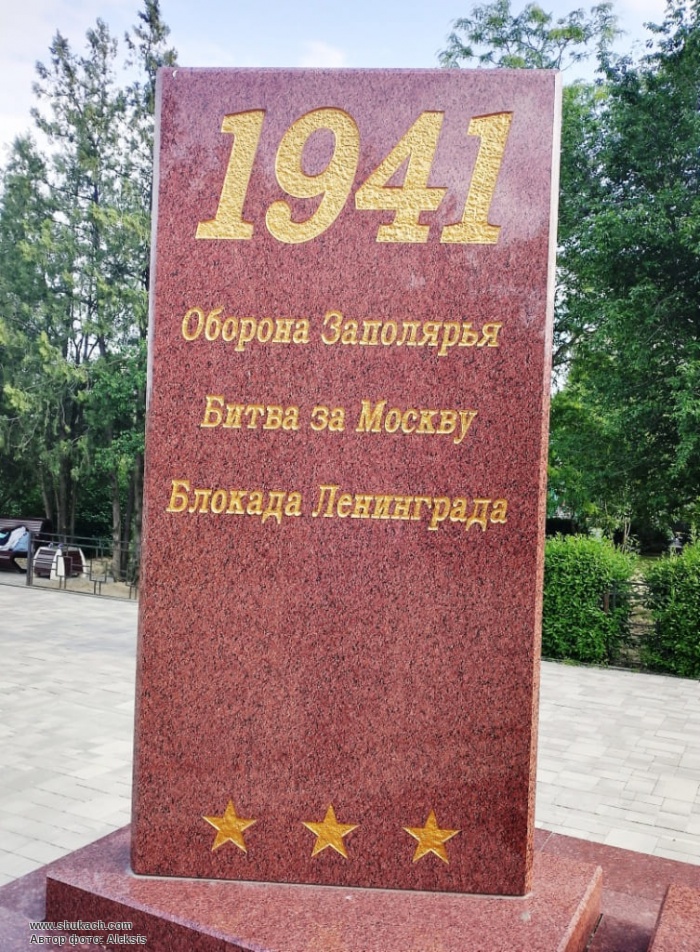 1941
Оборона Заполярья
Битва за Москву
Блокада Ленинграда
www.shukach.com
Автор фото: Aleksis